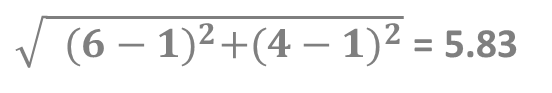 √(6 − 1)²+(4 − 1)² = 5.83